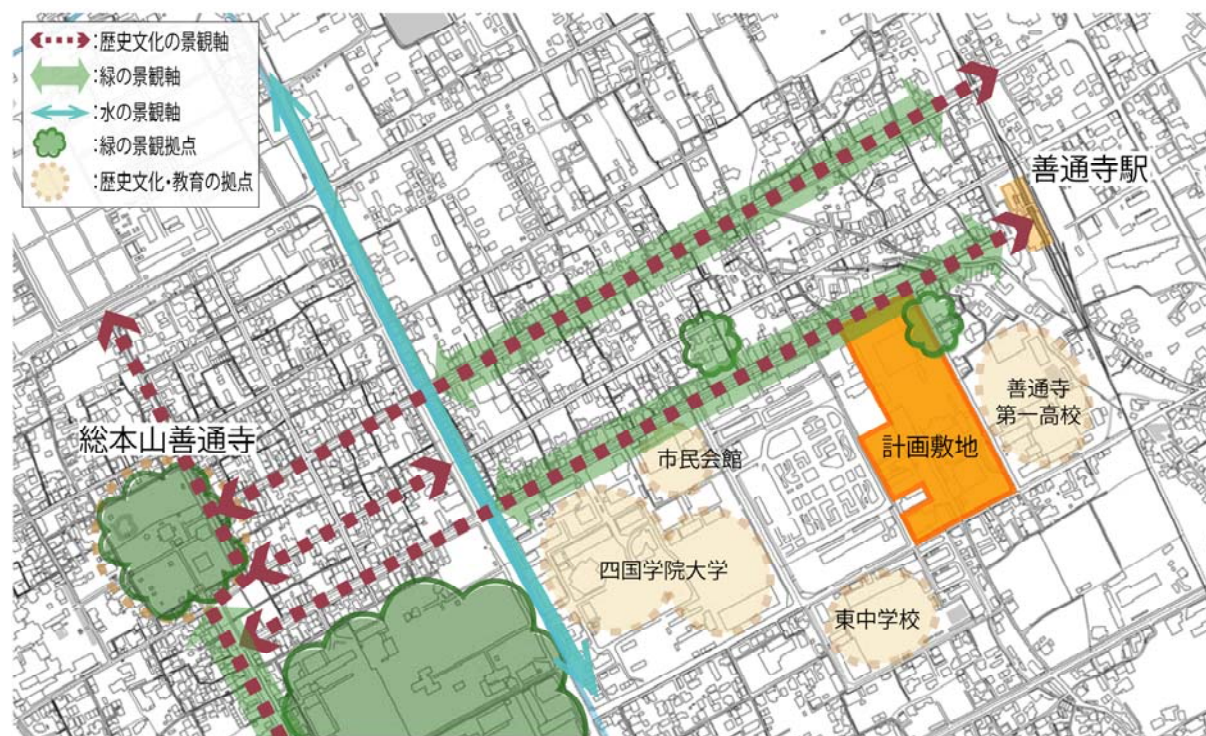 :歴史文化の景観軸
:緑の景観軸
:水の景観軸
:緑の景観拠点
:歴史文化・教育の拠点
善通寺駅
善通寺
第一高校
総本山善通寺
計画敷地
市民会館
四国学院大学
東中学校